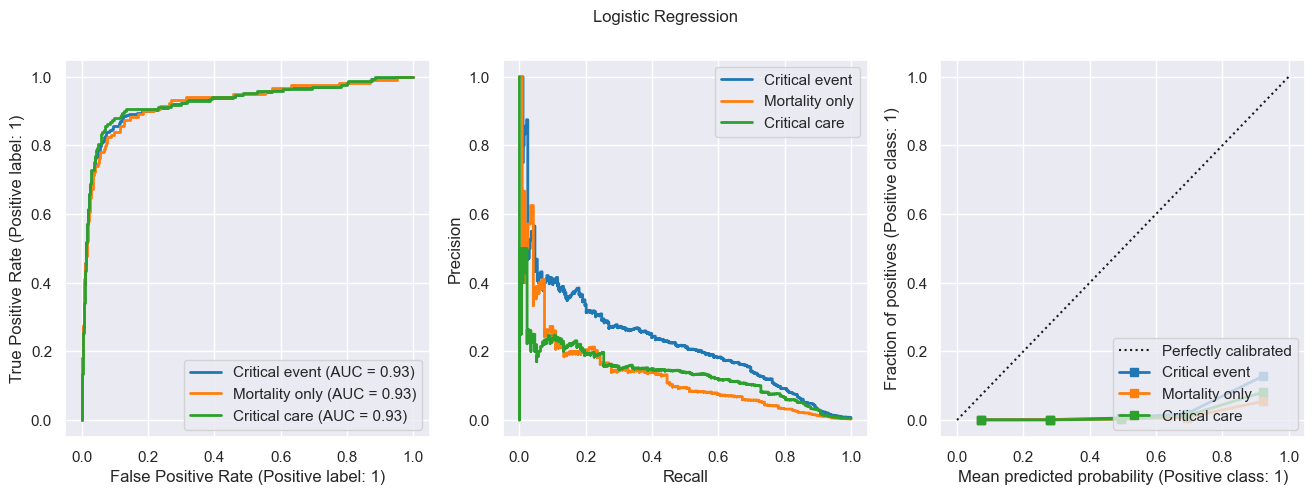 Logistic Regression
True Positive Rate (Positive label: 1)
1.0
0.8
0.6
0.4
0.2
0.0
Critical event (AUC = 0.93)
Mortality only (AUC = 0.93)
Critical care (AUC = 0.93)
0.0 0.2 0.4 0.6 0.8 1.0
False Positive Rate (Positive label: 1)
Precision
1.0
0.8
0.6
0.4
0.2
0.0
Critical event
Mortality only
Critical care
0.0 0.2 0.4 0.6 0.8 1.0
Recall
Fraction of positives (Positive class: 1)
1.0
0.8
0.6
0.4
0.2
0.0
Perfectly calibrated
Critical event
Mortality only
Critical care
0.0 0.2 0.4 0.6 0.8 1.0
Mean predicted probability (Positive class: 1)